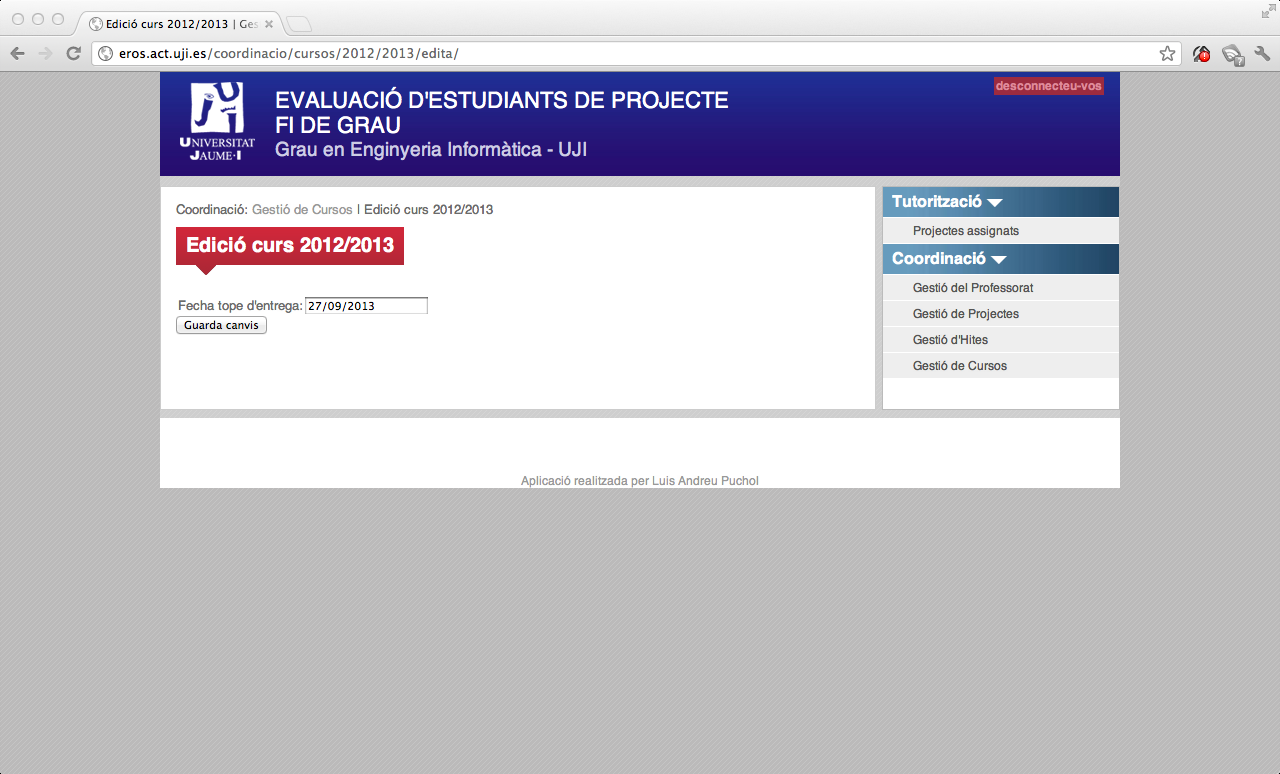 Edició curs 2012/2013 | Ges
eros.act.uji.es/coordinacio/cursos/2012/2013/edita/
UNIVERSITAT
JAUME·I
EVALUACIÓ D'ESTUDIANTS DE PROJECTE
FI DE GRAU
Grau en Enginyeria Informàtica - UJI
desconnecteu-vos
Coordinació: Gestió de Cursos | Edició curs 2012/2013
Edició curs 2012/2013
Fecha tope d'entrega: 27/09/2013
Guarda canvis
Tutorització
Projectes assignats
Coordinació
Gestió del Professorat
Gestió de Projectes
Gestió d'Hites
Gestió de Cursos
Aplicació realitzada per Luis Andreu Puchol